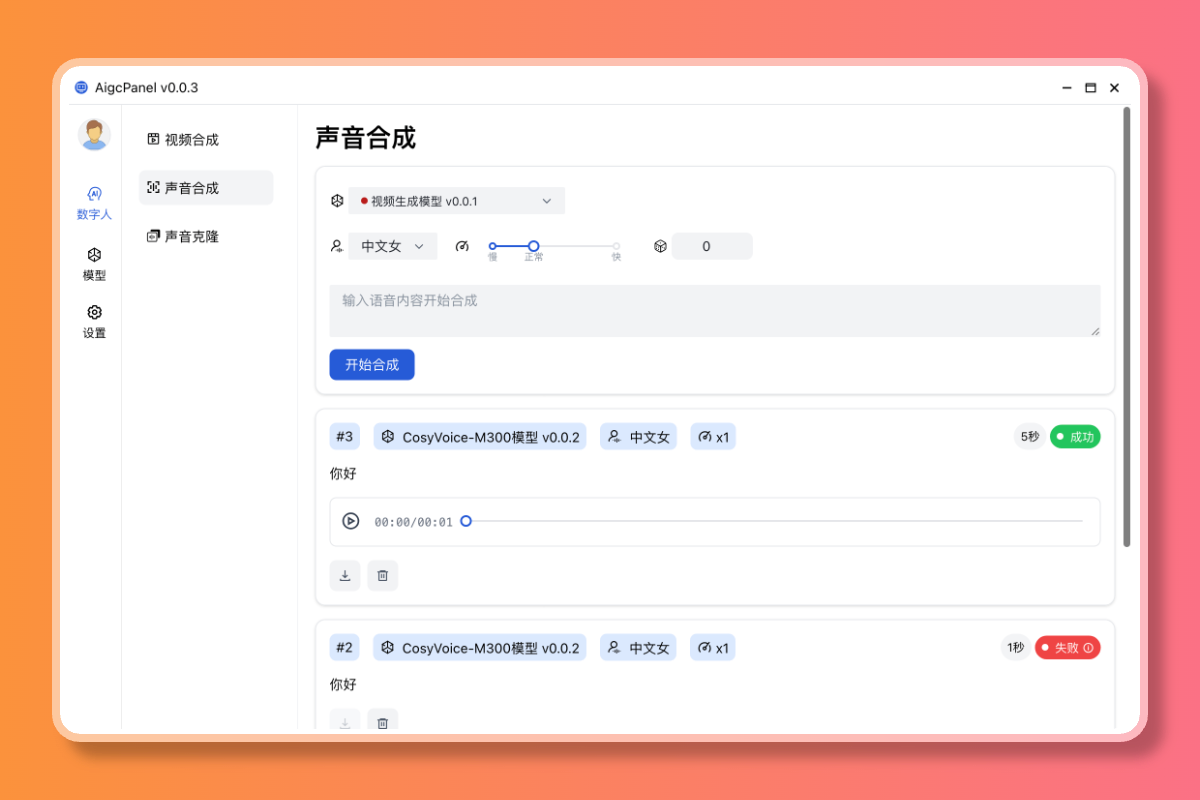 AigcPanel v0.0.3
数字人
模型
设置
视频合成
声音合成
声音克隆
声音合成
视频生成模型 v0.0.1
中文女
慢
正常
快
0
输入语音内容开始合成
开始合成
#3
CosyVoice-M300模型 v0.0.2
中文女
x1
5秒
成功
你好
00:00/00:01
#2
CosyVoice-M300模型 v0.0.2
中文女
x1
1秒
失败
你好